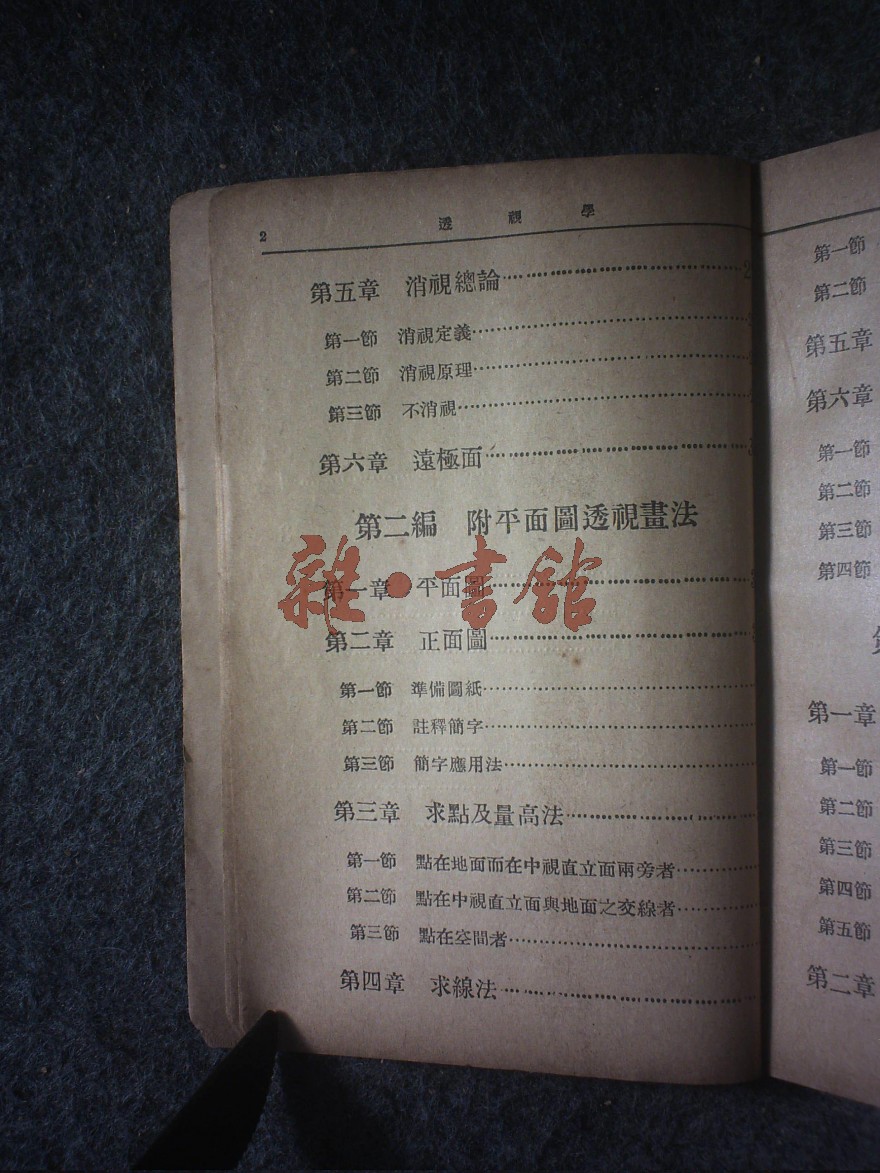 2 透視學
第五章 消視總論……2
第一節 消視定義……
第二節 消視原理……
第三節 不消視……
第六章 遠極面……
第二編 附平面圖透視畫法
第一章 平面圖……
第二章 正面圖……
第一節 準備圖紙……
第二節 註釋簡字……
第三節 簡字應用法……
第三章 求點及量高法……
第一節 點在地面而在中視直立面兩旁者……
第二節 點在中視直立面與地面之交線者……
第三節 點在空間者……
第四章 求線法……
雜·書館
第一節
第二節
第五章
第六章
第一節
第二節
第三節
第四節
第一章
第一節
第二節
第三節
第四節
第五節
第二章